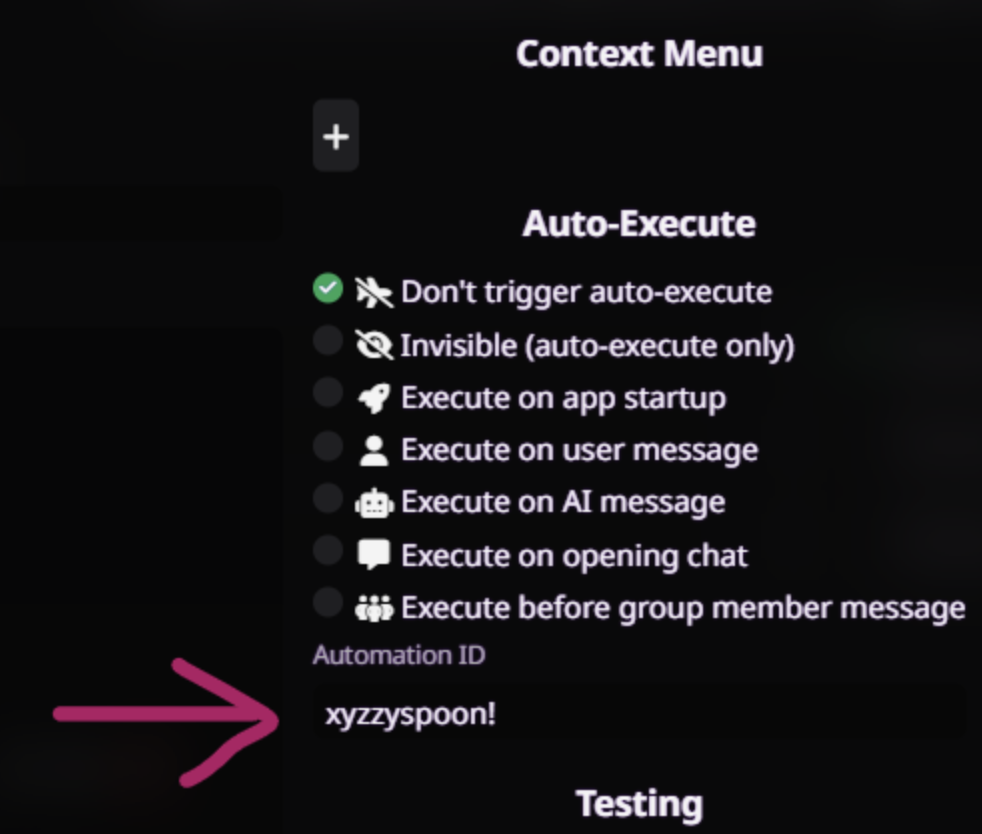 Context Menu
+
Auto-Execute
Don't trigger auto-execute
Invisible (auto-execute only)
Execute on app startup
Execute on user message
Execute on AI message
Execute on opening chat
Execute before group member message
Automation ID
xyzzyspoon!
Testing